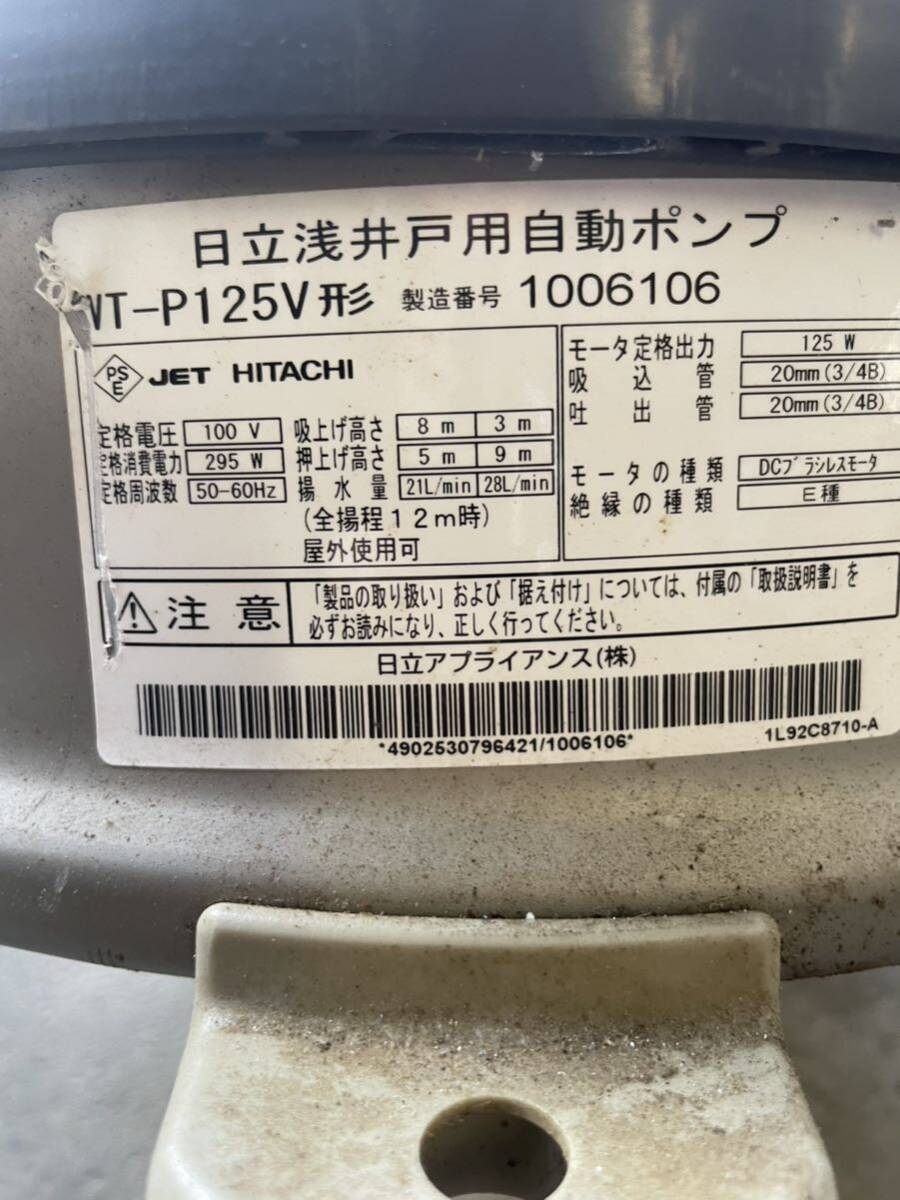 日立浅井戸用自動ポンプ
WT-P125V形 製造番号 1006106
PS E JET HITACHI
定格電圧 100 V
定格消費電力 295 W
定格周波数 50-60Hz
吸上げ高さ 8 m 3 m
押上げ高さ 5 m 9 m
揚水量 21L/min 28L/min
(全揚程12m時)
屋外使用可
モータ定格出力 125 W
吸込管 20mm(3/4B)
吐出管 20mm(3/4B)
モータの種類 DCブラシレスモータ
絶縁の種類 E種
注意 「製品の取り扱い」および「据え付け」については、付属の「取扱説明書」を
必ずお読みになり、正しく行ってください。
日立アプライアンス(株)
*4902530796421/1006106*
1L92C8710-A